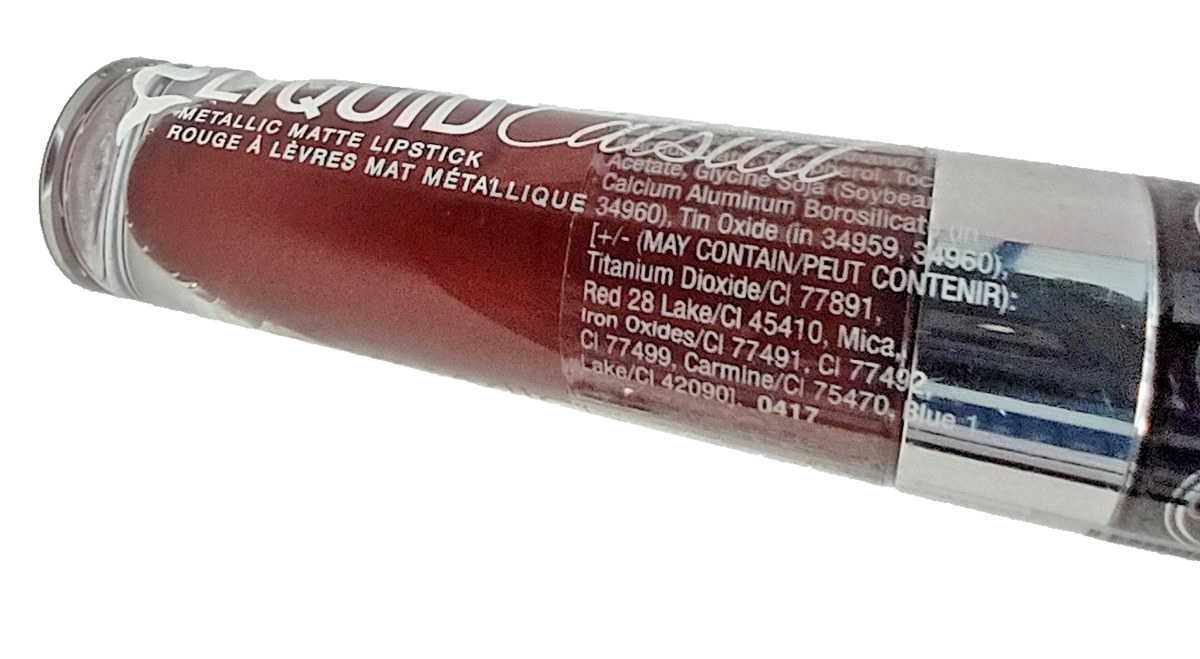 LIQUID Catsuit
METALLIC MATTE LIPSTICK
ROUGE À LÈVRES MAT MÉTALLIQUE
Acetate, Glycine Soja (Soybean
Calcium Aluminum Borosilicate (in
34960), Tin Oxide (in 34959, 34960),
[+/- (MAY CONTAIN/PEUT CONTENIR):
Titanium Dioxide/CI 77891,
Red 28 Lake/CI 45410, Mica,
Iron Oxides/CI 77491, CI 77492,
CI 77499, Carmine/CI 75470, Blue 1
Lake/CI 42090]. 0417